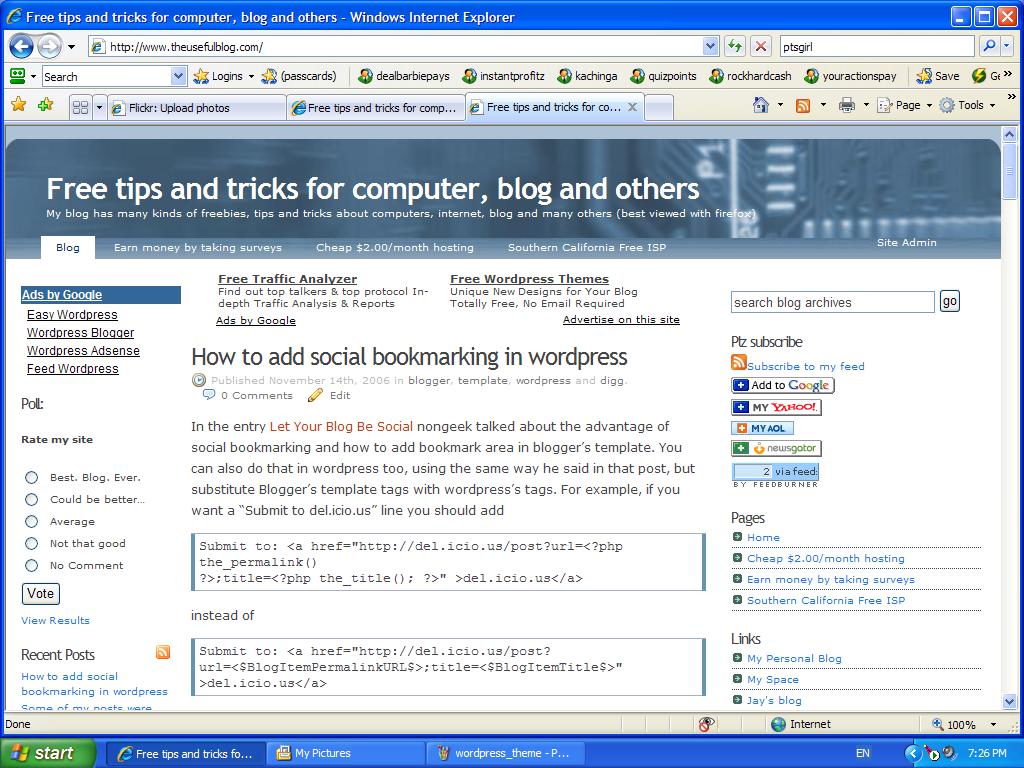 Free tips and tricks for computer, blog and others - Windows Internet Explorer
http://www.theusefulblog.com/
ptsgirl
Search
Logins
(passcards)
dealbarbiepays
instantprofitz
kachinga
quizpoints
rockhardcash
youractionspay
Save
Flickr: Upload photos
Free tips and tricks for comp...
Free tips and tricks for co...
Page
Tools
Free tips and tricks for computer, blog and others
My blog has many kinds of freebies, tips and tricks about computers, internet, blog and many others (best viewed with firefox)
Blog
Earn money by taking surveys
Cheap $2.00/month hosting
Southern California Free ISP
Site Admin
Ads by Google
Easy Wordpress
Wordpress Blogger
Wordpress Adsense
Feed Wordpress
Poll:
Rate my site
Best. Blog. Ever.
Could be better...
Average
Not that good
No Comment
Vote
View Results
Recent Posts
How to add social
bookmarking in wordpress
Some of my posts were
Free Traffic Analyzer
Find out top talkers & top protocol In-
depth Traffic Analysis & Reports
Free Wordpress Themes
Unique New Designs for Your Blog
Totally Free, No Email Required
Ads by Google
Advertise on this site
How to add social bookmarking in wordpress
Published November 14th, 2006 in blogger, template, wordpress and digg.
0 Comments Edit
In the entry Let Your Blog Be Social nongeek talked about the advantage of
social bookmarking and how to add bookmark area in blogger's template. You
can also do that in wordpress too, using the same way he said in that post, but
substitute Blogger's template tags with wordpress's tags. For example, if you
want a “Submit to del.icio.us” line you should add
Submit to: <a href="http://del.icio.us/post?url=<?php
the_permalink()
?>;title=<?php the_title(); ?>" >del.icio.us</a>
instead of
Submit to: <a href="http://del.icio.us/post?
url=<$BlogItemPermalinkURL$>;title=<$BlogItemTitle$>"
>del.icio.us</a>
search blog archives
go
Plz subscribe
Subscribe to my feed
Add to Google
MY YAHOO!
MY AOL
newsgator
2 via feed:
BY FEEDBURNER
Pages
Home
Cheap $2.00/month hosting
Earn money by taking surveys
Southern California Free ISP
Links
My Personal Blog
My Space
Jay's blog
Done
Internet
100%
start
Free tips and tricks fo...
My Pictures
wordpress_theme - P...
EN
7:26 PM